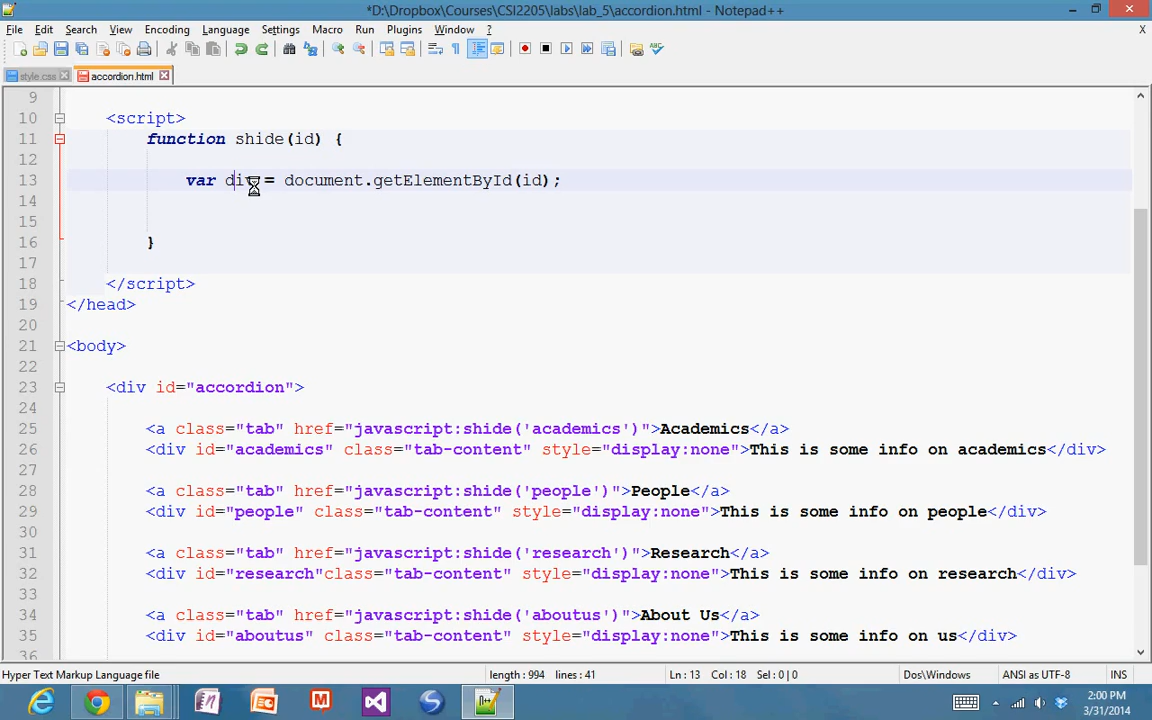 *D:\Dropbox\Courses\CSI2205\labs\lab_5\accordion.html - Notepad++
File Edit Search View Encoding Language Settings Macro Run Plugins Window ? X
style.css accordion.html
9
10 <script>
11 function shide(id) {
12
13 var div = document.getElementById(id);
14
15
16 }
17
18 </script>
19 </head>
20
21 <body>
22
23 <div id="accordion">
24
25 <a class="tab" href="javascript:shide('academics')">Academics</a>
26 <div id="academics" class="tab-content" style="display:none">This is some info on academics</div>
27
28 <a class="tab" href="javascript:shide('people')">People</a>
29 <div id="people" class="tab-content" style="display:none">This is some info on people</div>
30
31 <a class="tab" href="javascript:shide('research')">Research</a>
32 <div id="research"class="tab-content" style="display:none">This is some info on research</div>
33
34 <a class="tab" href="javascript:shide('aboutus')">About Us</a>
35 <div id="aboutus" class="tab-content" style="display:none">This is some info on us</div>
36
Hyper Text Markup Language file length : 994 lines : 41 Ln : 13 Col : 18 Sel : 0 | 0 Dos\Windows ANSI as UTF-8 INS
2:00 PM
3/31/2014